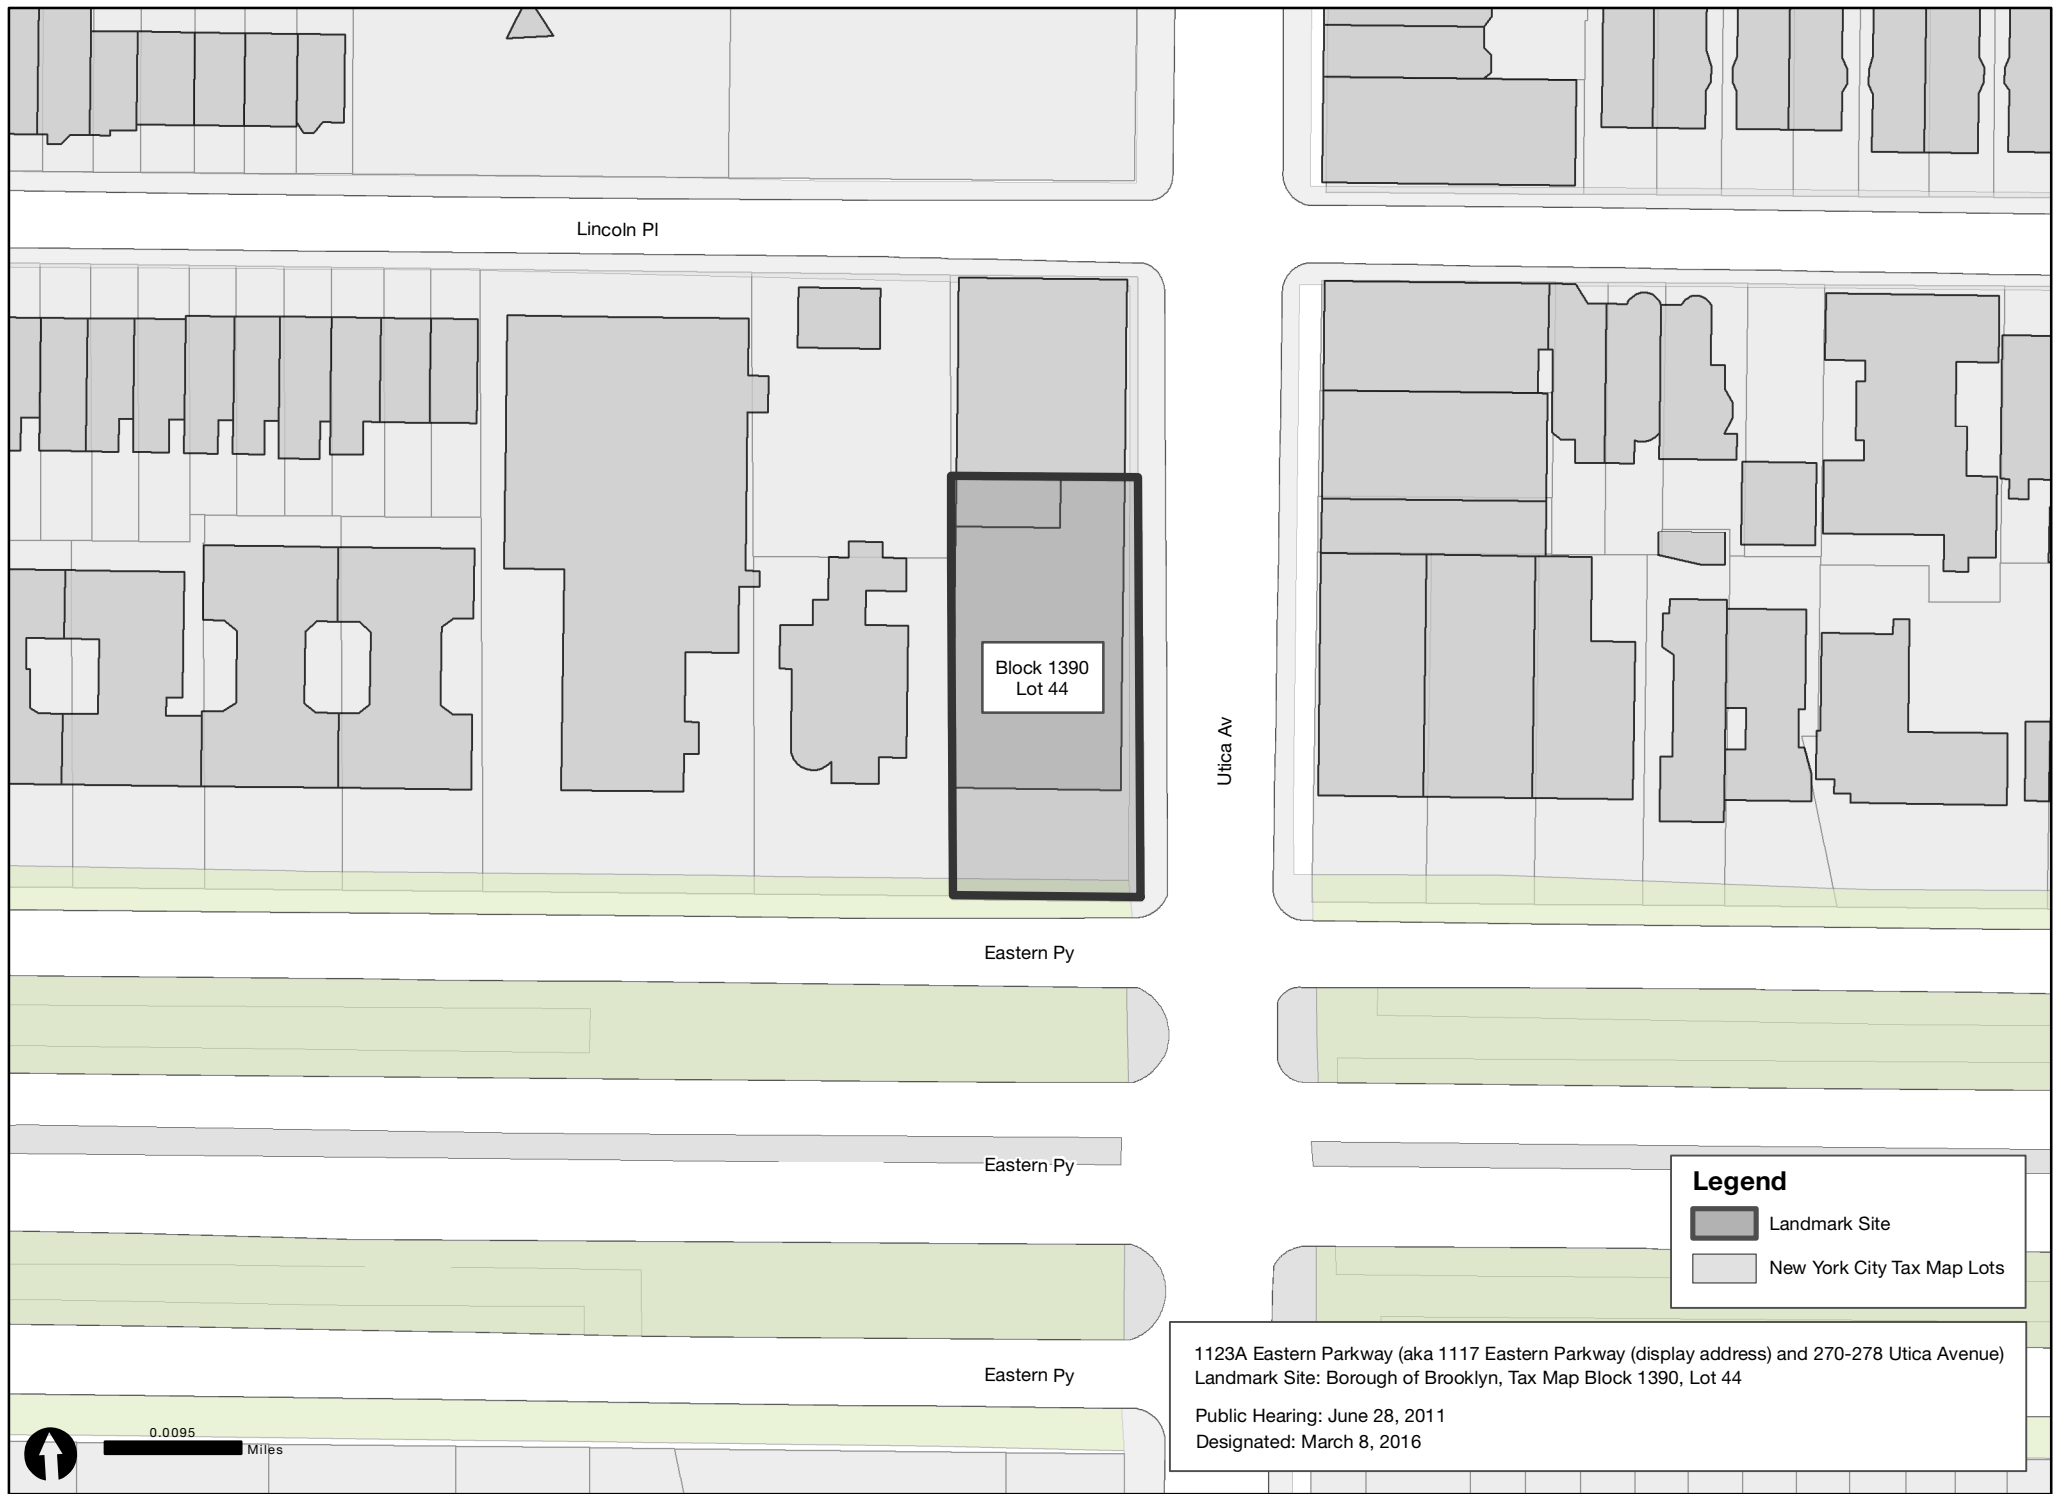 Lincoln Pl
Block 1390
Lot 44
Utica Av
Eastern Py
Eastern Py
Eastern Py
Legend
Landmark Site
New York City Tax Map Lots
1123A Eastern Parkway (aka 1117 Eastern Parkway (display address) and 270-278 Utica Avenue)
Landmark Site: Borough of Brooklyn, Tax Map Block 1390, Lot 44
Public Hearing: June 28, 2011
Designated: March 8, 2016
0.0095
Miles